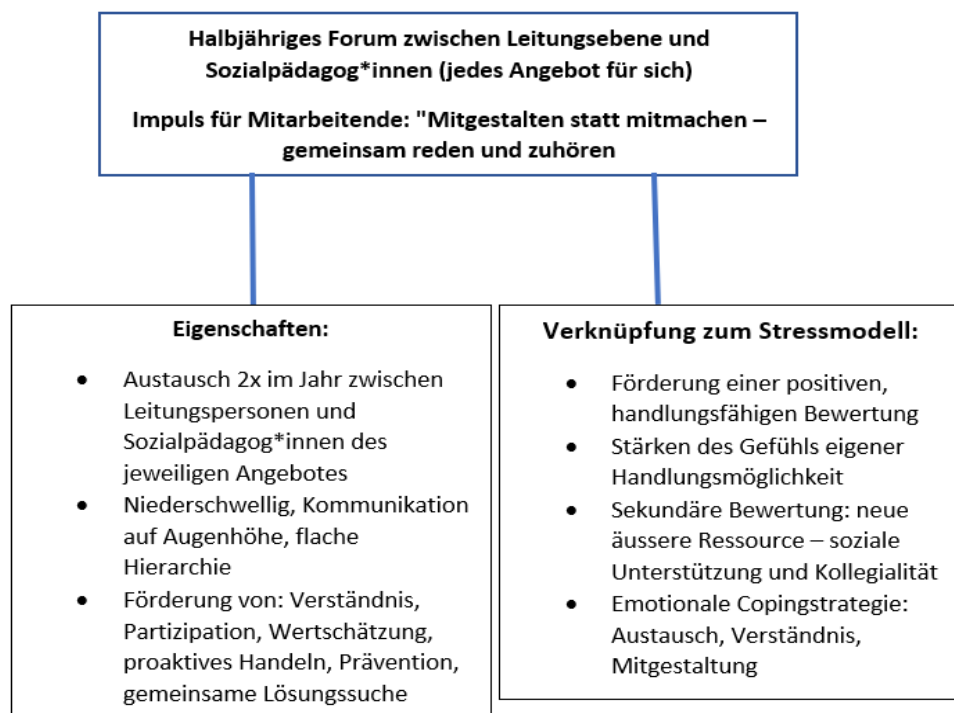 Halbjähriges Forum zwischen Leitungsebene und
Sozialpädagog*innen (jedes Angebot für sich)
Impuls für Mitarbeitende: "Mitgestalten statt mitmachen –
gemeinsam reden und zuhören
Eigenschaften:
• Austausch 2x im Jahr zwischen
Leitungspersonen und
Sozialpädagog*innen des
jeweiligen Angebotes
• Niederschwellig, Kommunikation
auf Augenhöhe, flache
Hierarchie
• Förderung von: Verständnis,
Partizipation, Wertschätzung,
proaktives Handeln, Prävention,
gemeinsame Lösungssuche
Verknüpfung zum Stressmodell:
• Förderung einer positiven,
handlungsfähigen Bewertung
• Stärken des Gefühls eigener
Handlungsmöglichkeit
• Sekundäre Bewertung: neue
äussere Ressource – soziale
Unterstützung und Kollegialität
• Emotionale Copingstrategie:
Austausch, Verständnis,
Mitgestaltung